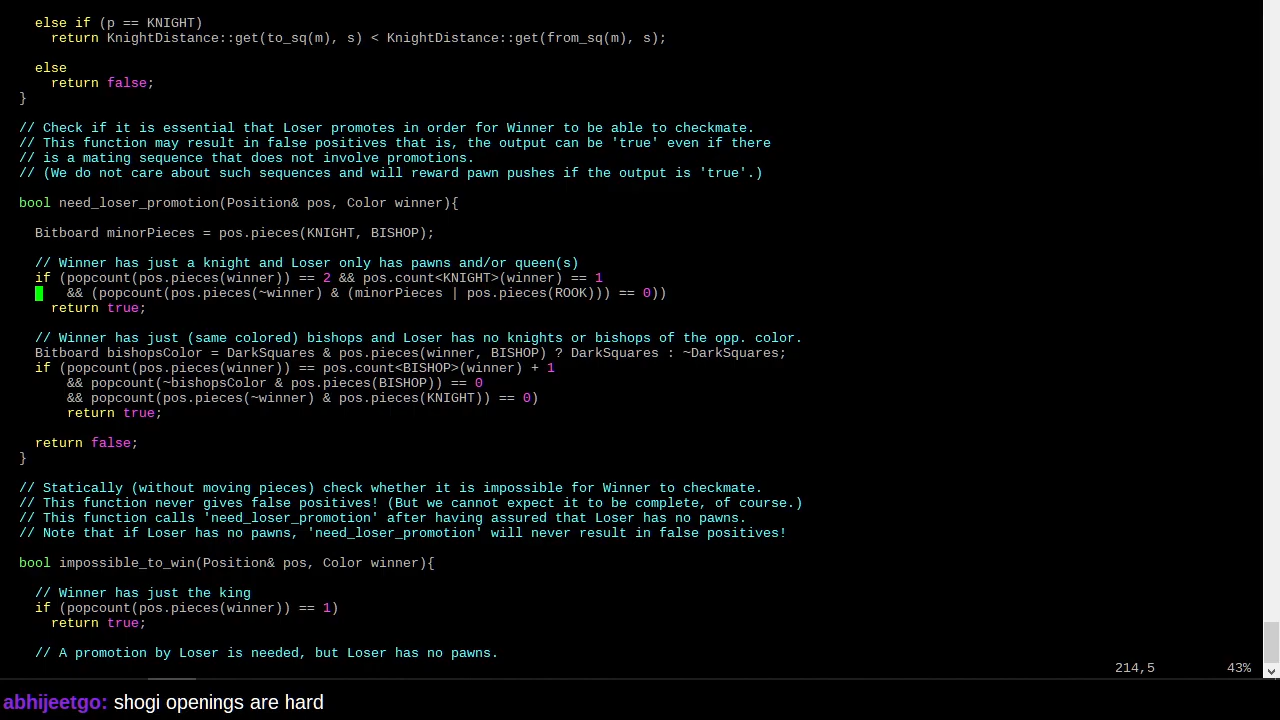 else if (p == KNIGHT)
return KnightDistance::get(to_sq(m), s) < KnightDistance::get(from_sq(m), s);
else
return false;
}
// Check if it is essential that Loser promotes in order for Winner to be able to checkmate.
// This function may result in false positives that is, the output can be 'true' even if there
// is a mating sequence that does not involve promotions.
// (We do not care about such sequences and will reward pawn pushes if the output is 'true'.)
bool need_loser_promotion(Position& pos, Color winner){
Bitboard minorPieces = pos.pieces(KNIGHT, BISHOP);
// Winner has just a knight and Loser only has pawns and/or queen(s)
if (popcount(pos.pieces(winner)) == 2 && pos.count<KNIGHT>(winner) == 1
&& (popcount(pos.pieces(~winner) & (minorPieces | pos.pieces(ROOK))) == 0))
return true;
// Winner has just (same colored) bishops and Loser has no knights or bishops of the opp. color.
Bitboard bishopsColor = DarkSquares & pos.pieces(winner, BISHOP) ? DarkSquares : ~DarkSquares;
if (popcount(pos.pieces(winner)) == pos.count<BISHOP>(winner) + 1
&& popcount(~bishopsColor & pos.pieces(BISHOP)) == 0
&& popcount(pos.pieces(~winner) & pos.pieces(KNIGHT)) == 0)
return true;
return false;
}
// Statically (without moving pieces) check whether it is impossible for Winner to checkmate.
// This function never gives false positives! (But we cannot expect it to be complete, of course.)
// This function calls 'need_loser_promotion' after having assured that Loser has no pawns.
// Note that if Loser has no pawns, 'need_loser_promotion' will never result in false positives!
bool impossible_to_win(Position& pos, Color winner){
// Winner has just the king
if (popcount(pos.pieces(winner)) == 1)
return true;
// A promotion by Loser is needed, but Loser has no pawns.
214,5 43%
abhijeetgo: shogi openings are hard